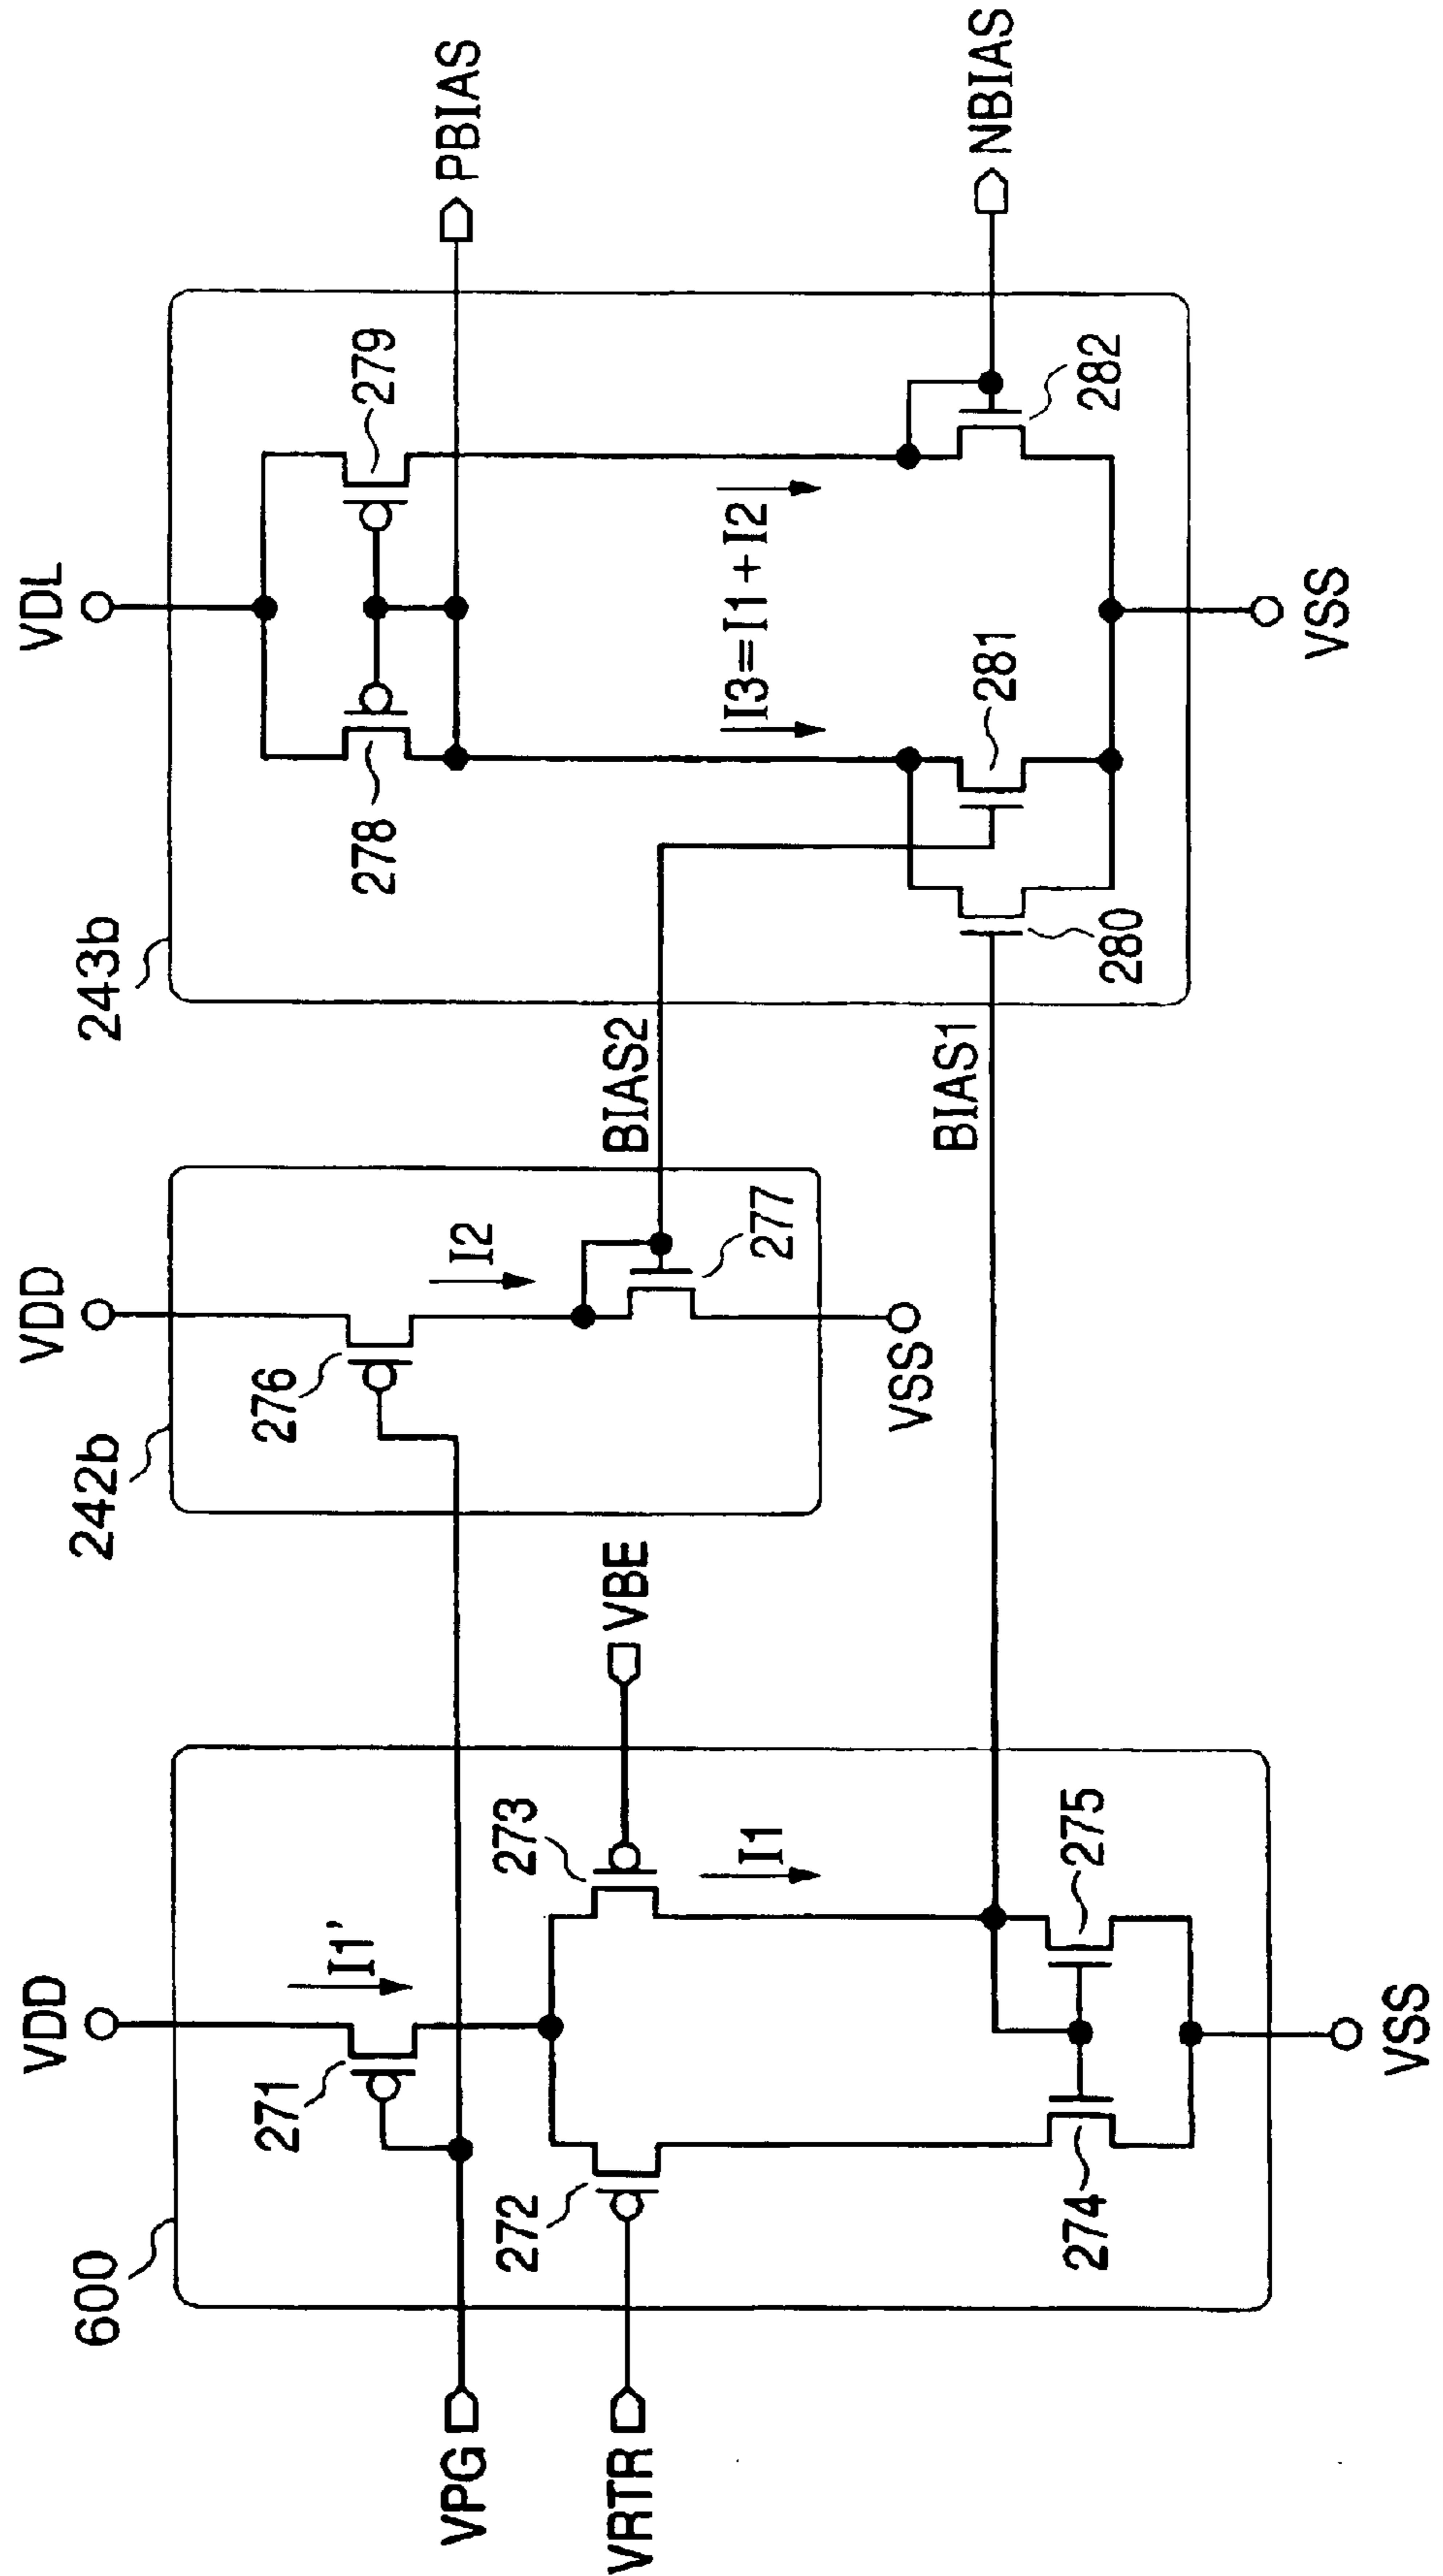 600
VDD
I1'
271
VPG
VRTR
272
273
VBE
I1
274
275
VSS
242b
VDD
276
I2
277
VSS
BIAS2
BIAS1
243b
VDL
278
279
PBIAS
I3=I1+I2
280
281
282
NBIAS
VSS